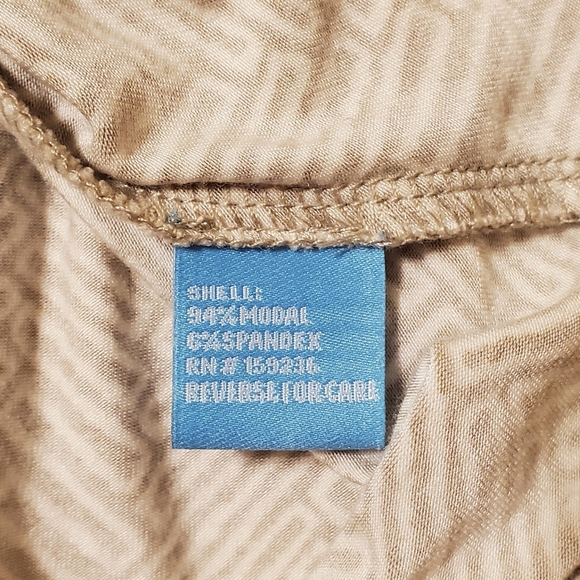 SHELL:
94% MODAL
6% SPANDEX
RN # 159236
REVERSE FOR CARE